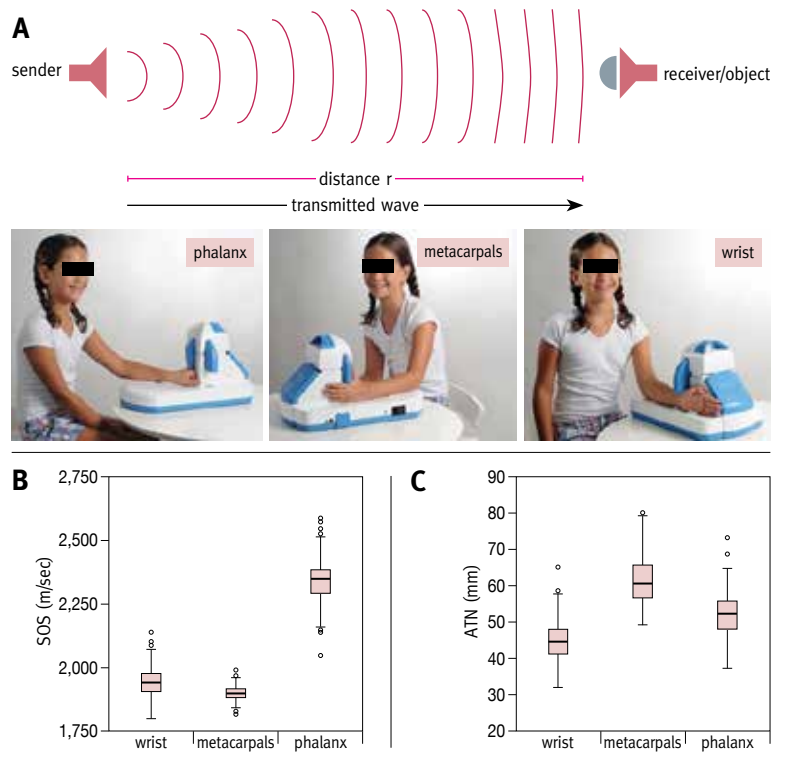 A
sender
receiver/object
distance r
transmitted wave
phalanx
metacarpals
wrist
B
2,750
2,500
2,250
2,000
1,750
SOS (m/sec)
wrist
metacarpals
phalanx
C
90
80
70
60
50
40
30
20
ATN (mm)
wrist
metacarpals
phalanx